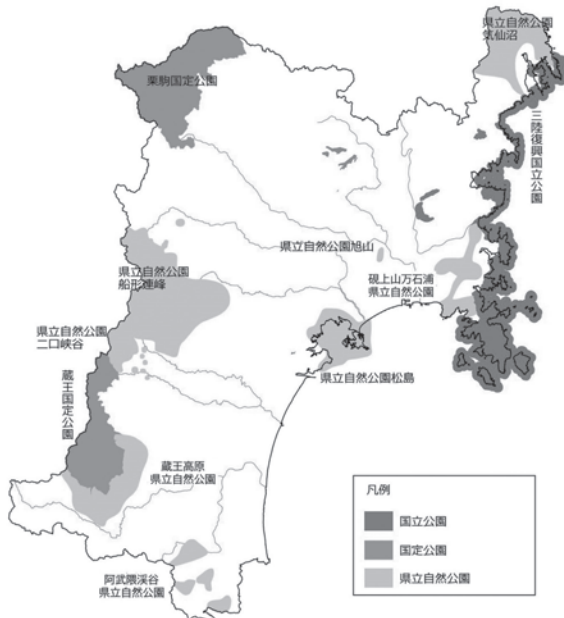 県立自然公園
気仙沼
栗駒国定公園
三陸復興国立公園
県立自然公園旭山
県立自然公園
船形連峰
硯上山万石浦
県立自然公園
県立自然公園
二口峡谷
県立自然公園松島
蔵王国定公園
蔵王高原
県立自然公園
阿武隈渓谷
県立自然公園
凡例
国立公園
国定公園
県立自然公園